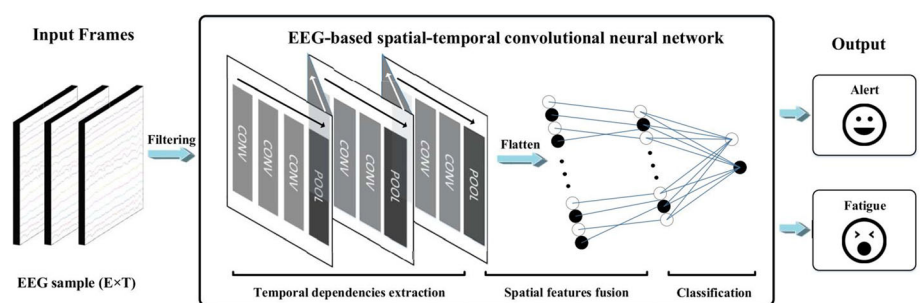 Input Frames
EEG-based spatial-temporal convolutional neural network
Output
Filtering
CONV
CONV
CONV
POOL
CONV
CONV
POOL
CONV
CONV
POOL
Flatten
Alert
Fatigue
EEG sample (E×T)
Temporal dependencies extraction
Spatial features fusion
Classification